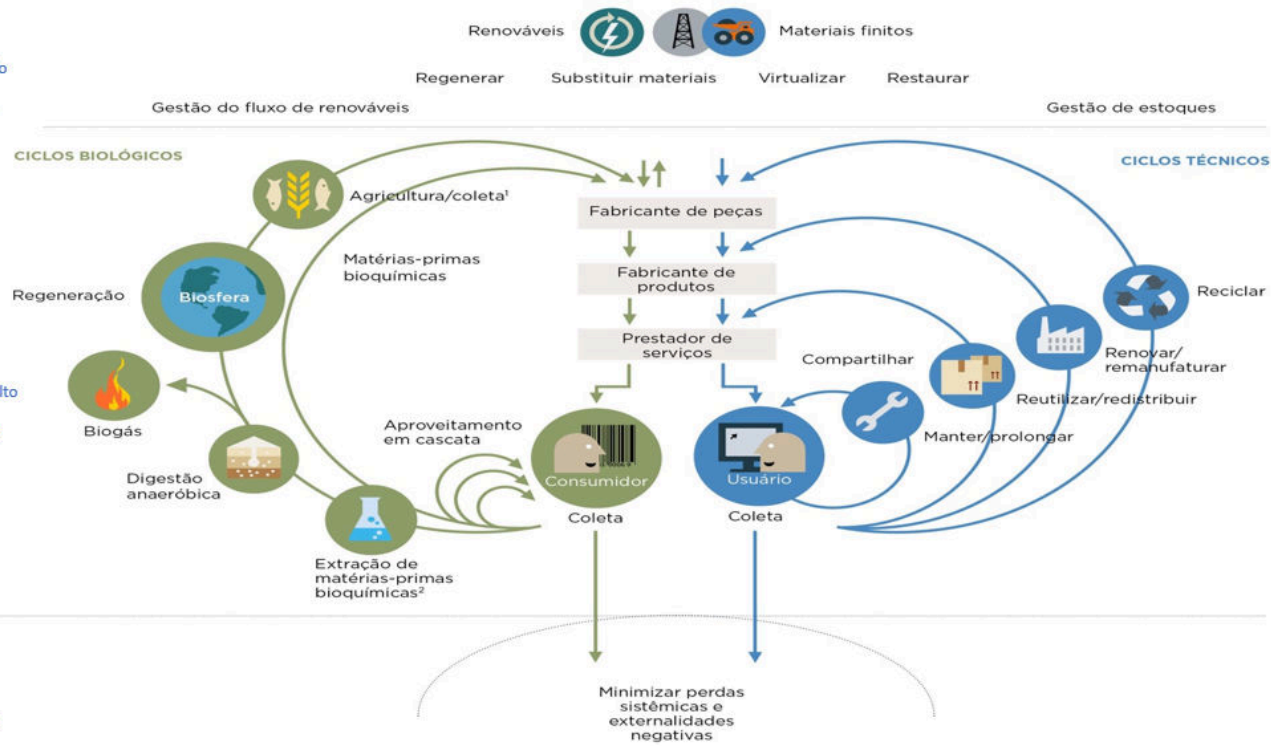 Renováveis
Materiais finitos
Regenerar Substituir materiais Virtualizar Restaurar
o
Gestão do fluxo de renováveis
Gestão de estoques
CICLOS BIOLÓGICOS
CICLOS TÉCNICOS
Agricultura/coleta¹
Fabricante de peças
Matérias-primas
bioquímicas
Fabricante de
produtos
Regeneração
Biosfera
Reciclar
Prestador de
serviços
Compartilhar
Renovar/
remanufaturar
lto
Reutilizar/redistribuir
Biogás
Aproveitamento
em cascata
Manter/prolongar
Digestão
anaeróbica
Consumidor
Usuário
Coleta
Coleta
Extração de
matérias-primas
bioquímicas²
Minimizar perdas
sistêmicas e
externalidades
negativas